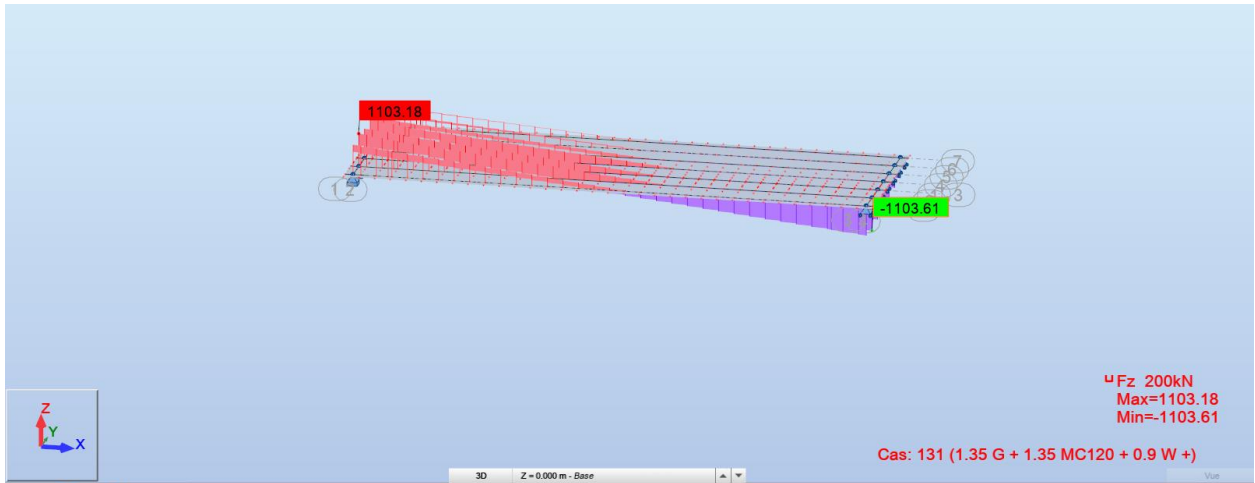 1103.18
7
3
1 2
-1103.61
Fz 200kN
Max=1103.18
Min=-1103.61
Cas: 131 (1.35 G + 1.35 MC120 + 0.9 W +)
Z
Y
X
3D Z = 0.000 m - Base
Vue